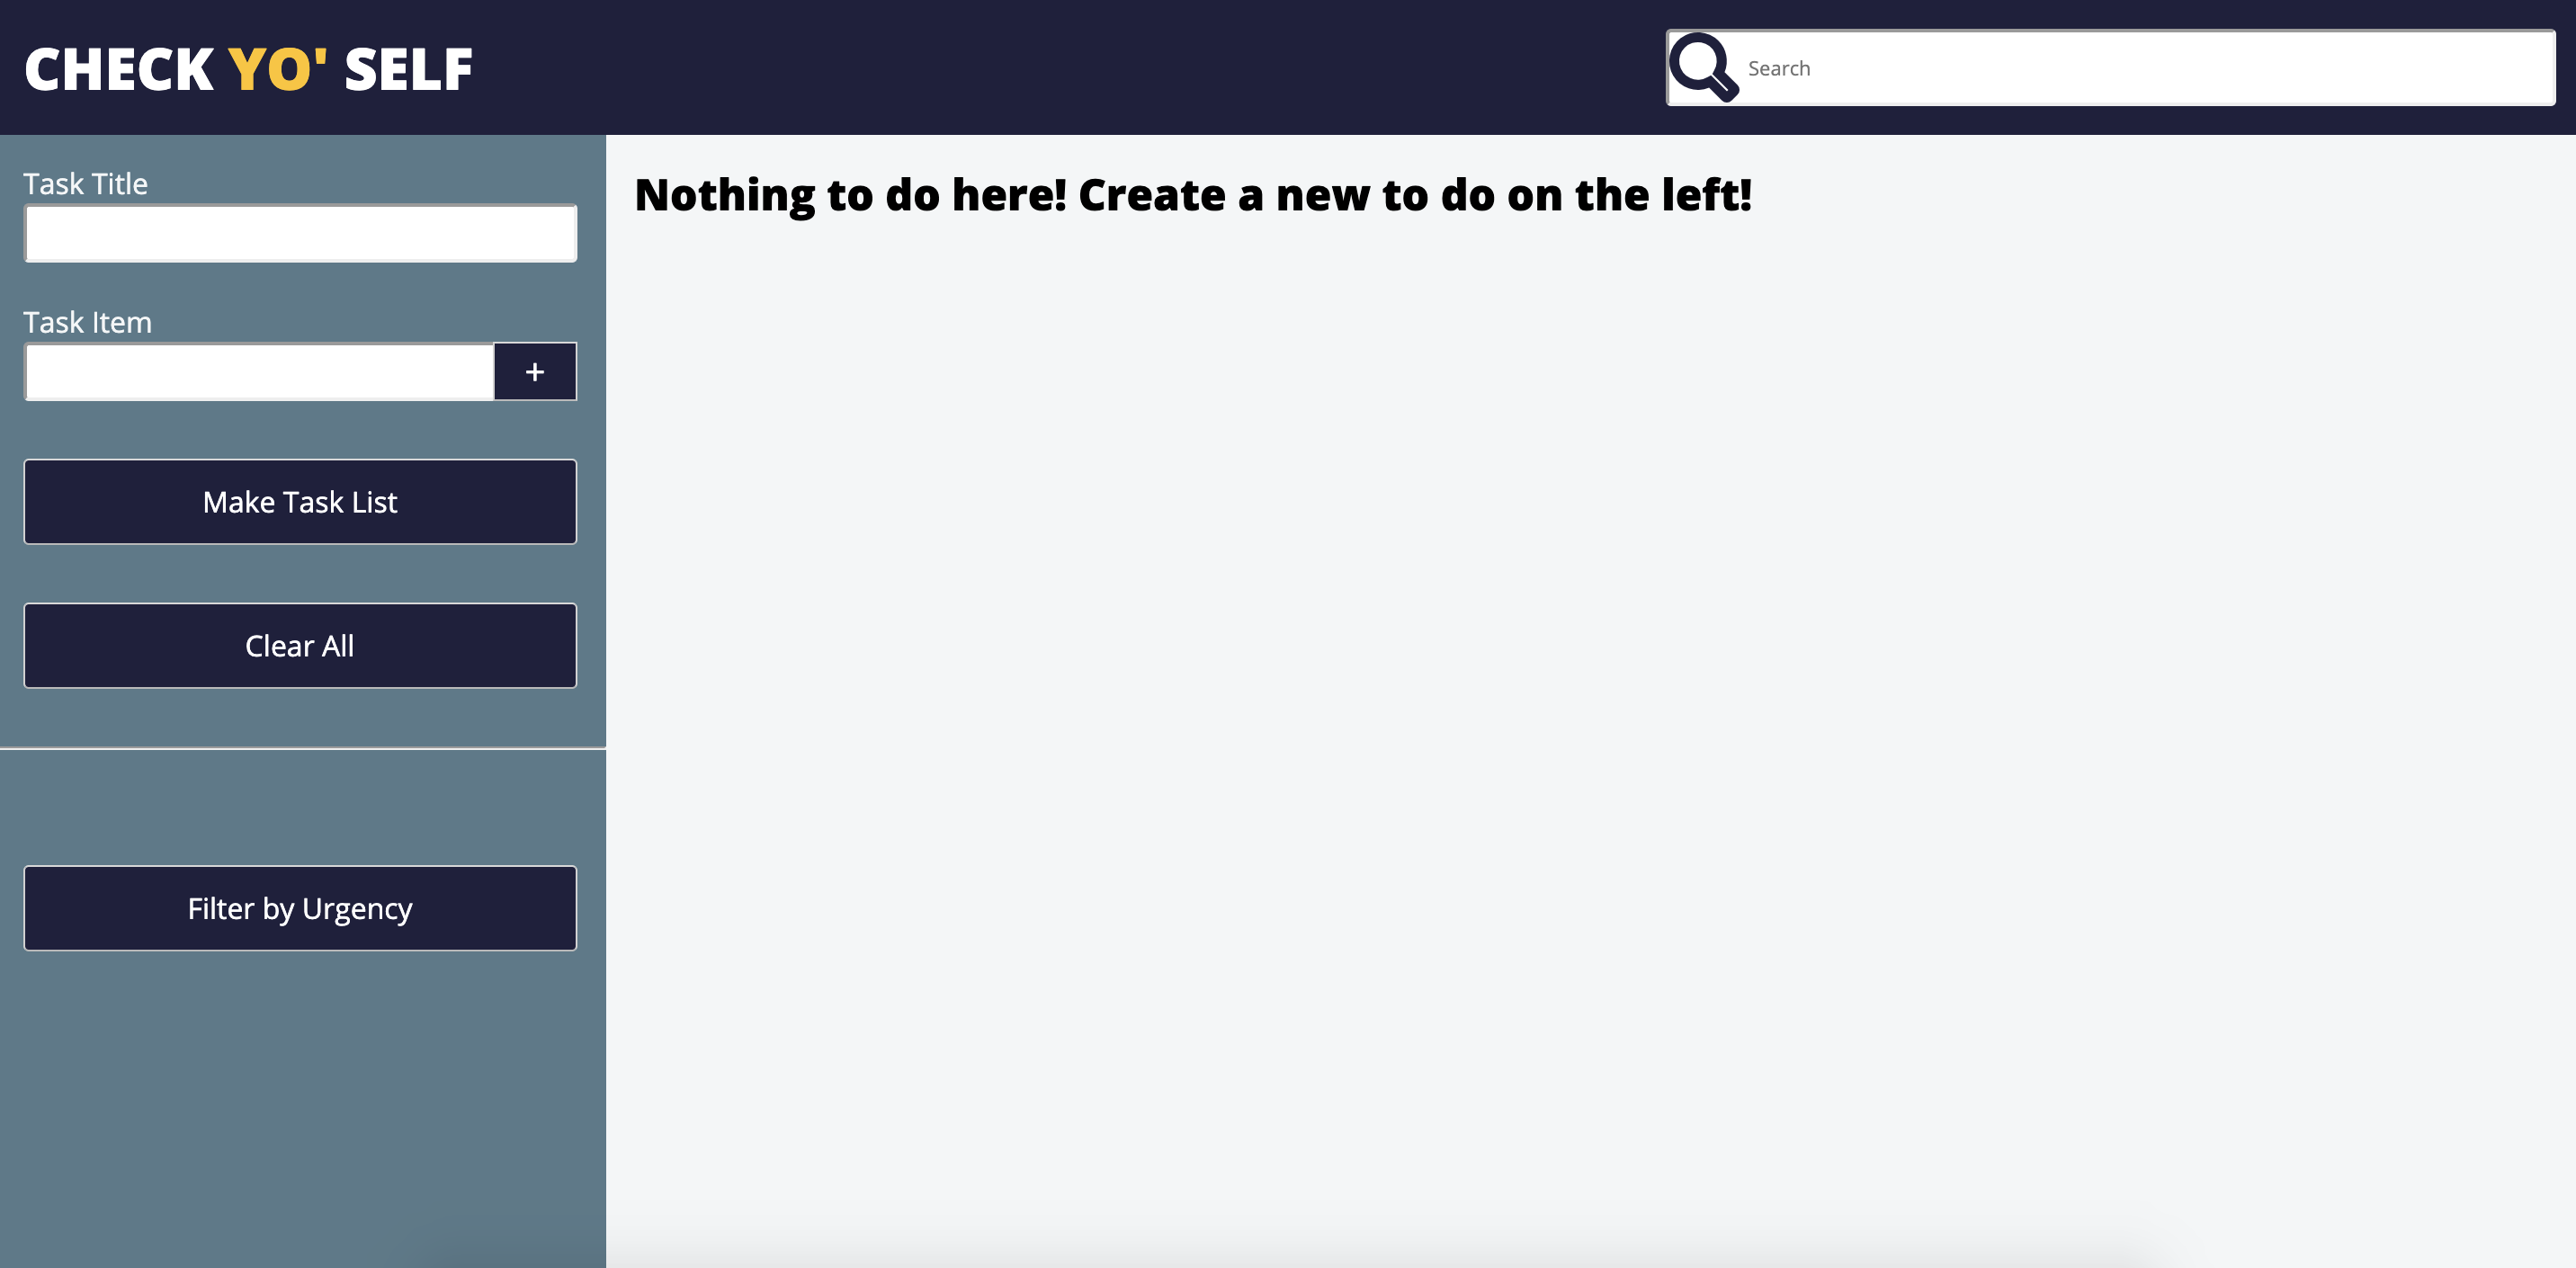 CHECK YO' SELF
Search
Task Title
Nothing to do here! Create a new to do on the left!
Task Item
+
Make Task List
Clear All
Filter by Urgency